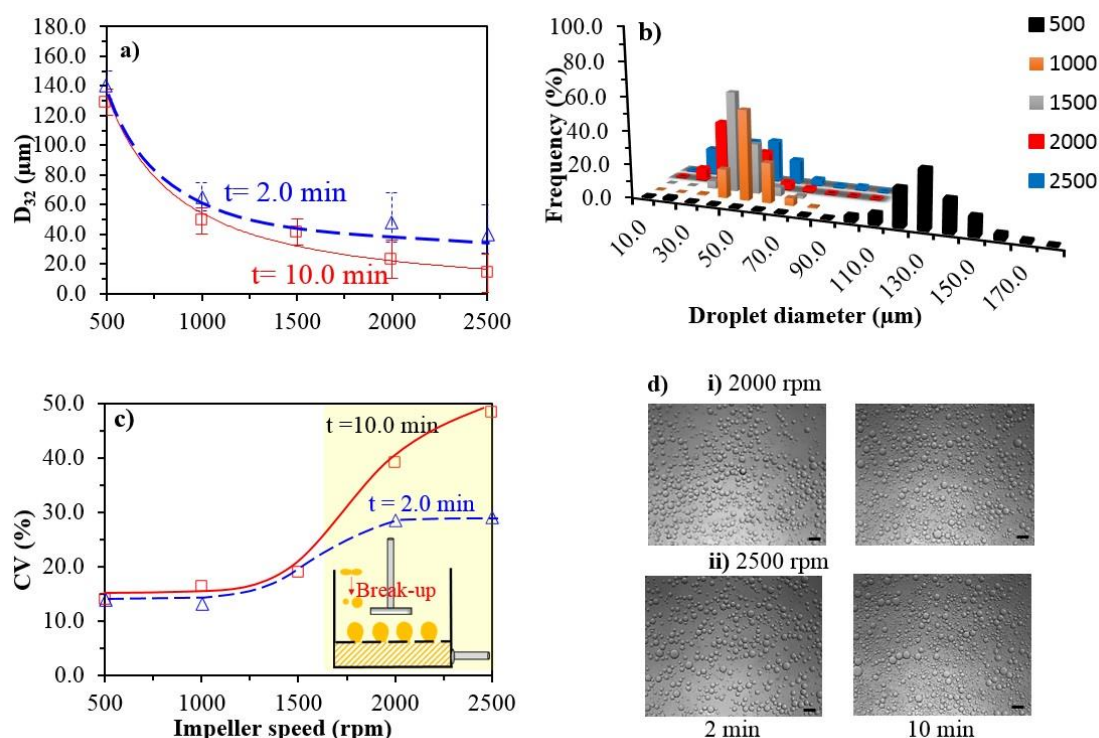 a)
D₃₂ (µm)
180.0
160.0
140.0
120.0
100.0
80.0
60.0
40.0
20.0
0.0
t= 2.0 min
t= 10.0 min
500 1000 1500 2000 2500
b)
Frequency (%)
100.0
80.0
60.0
40.0
20.0
0.0
10.0 30.0 50.0 70.0 90.0 110.0 130.0 150.0 170.0
Droplet diameter (µm)
500
1000
1500
2000
2500
c)
CV (%)
50.0
40.0
30.0
20.0
10.0
0.0
t =10.0 min
t = 2.0 min
Break-up
500 1000 1500 2000 2500
Impeller speed (rpm)
d) i) 2000 rpm
ii) 2500 rpm
2 min 10 min